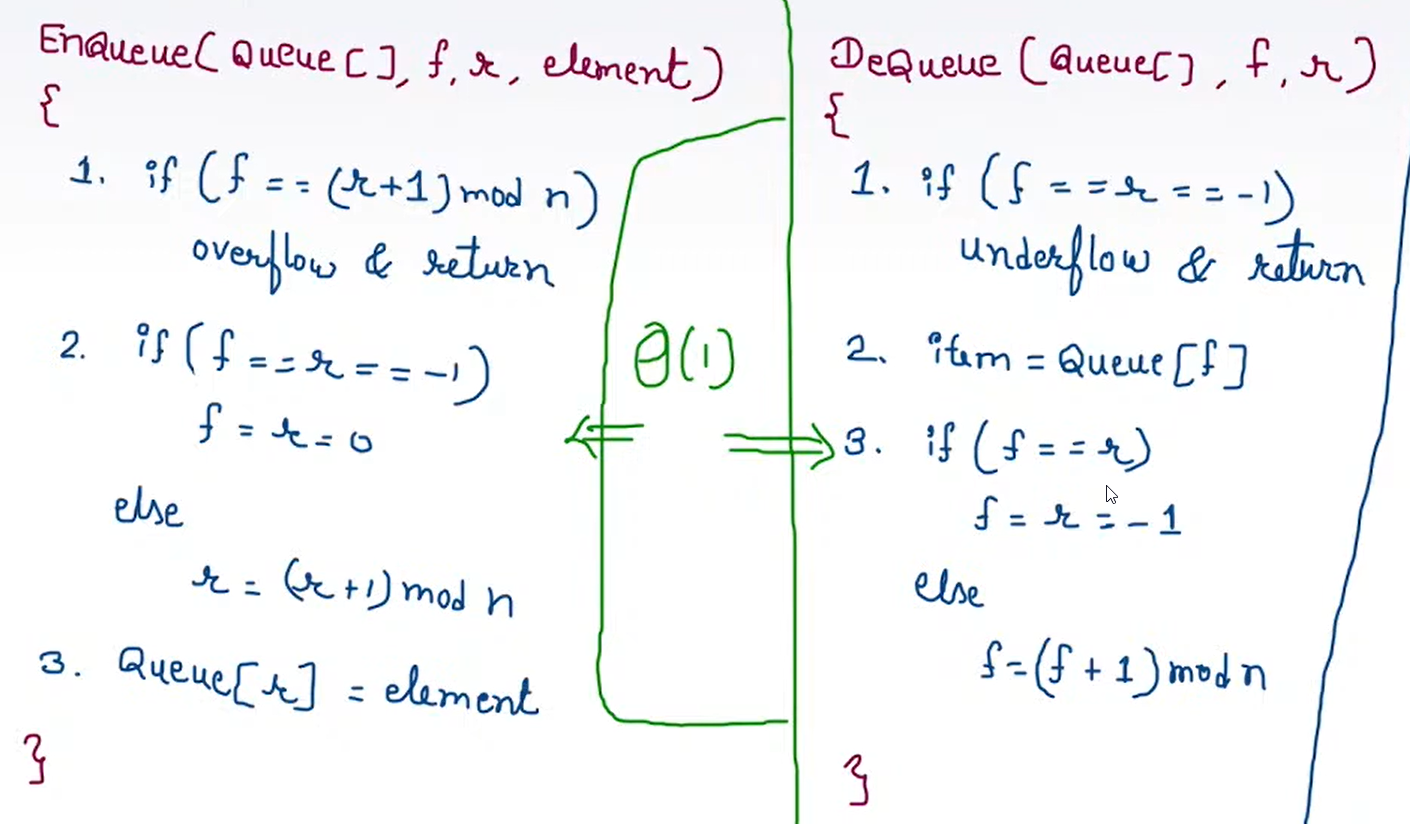 EnQueue(Queue[], f, r, element)
{
1. if (f == (r+1) mod n)
overflow & return
2. if (f == r == -1)
f = r = 0
else
r = (r+1) mod n
3. Queue[r] = element
}
θ(1)
DeQueue (Queue[], f, r)
{
1. if (f == r == -1)
underflow & return
2. item = Queue[f]
3. if (f == r)
f = r = -1
else
f = (f + 1) mod n
}